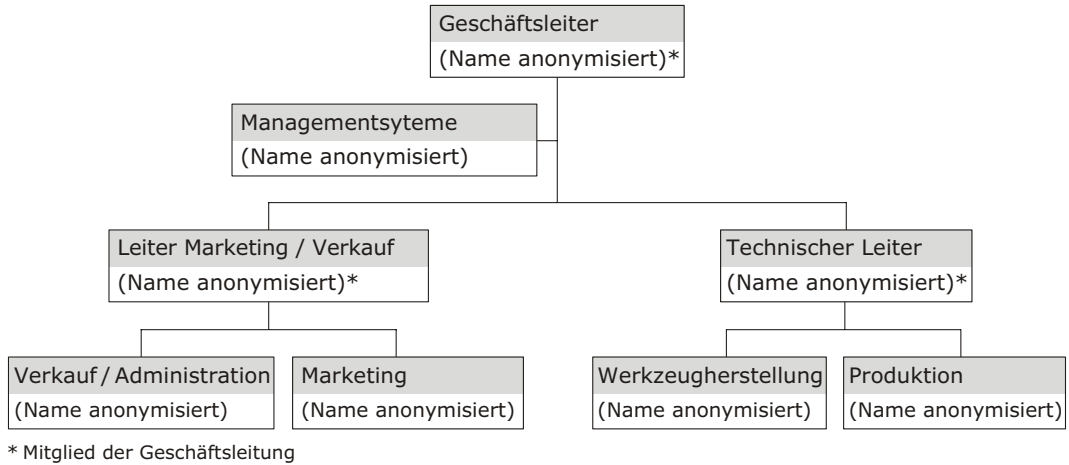 Geschäftsleiter
(Name anonymisiert)*
Managementsyteme
(Name anonymisiert)
Leiter Marketing / Verkauf
(Name anonymisiert)*
Technischer Leiter
(Name anonymisiert)*
Verkauf / Administration
(Name anonymisiert)
Marketing
(Name anonymisiert)
Werkzeugherstellung
(Name anonymisiert)
Produktion
(Name anonymisiert)
* Mitglied der Geschäftsleitung